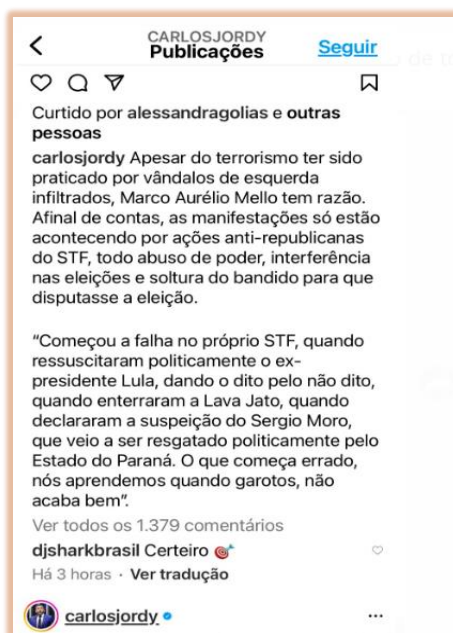 CARLOSJORDY
Publicações
Seguir
Curtido por alessandragolias e outras
pessoas
carlosjordy Apesar do terrorismo ter sido
praticado por vândalos de esquerda
infiltrados, Marco Aurélio Mello tem razão.
Afinal de contas, as manifestações só estão
acontecendo por ações anti-republicanas
do STF, todo abuso de poder, interferência
nas eleições e soltura do bandido para que
disputasse a eleição.
“Começou a falha no próprio STF, quando
ressuscitaram politicamente o ex-
presidente Lula, dando o dito pelo não dito,
quando enterraram a Lava Jato, quando
declararam a suspeição do Sergio Moro,
que veio a ser resgatado politicamente pelo
Estado do Paraná. O que começa errado,
nós aprendemos quando garotos, não
acaba bem”.
Ver todos os 1.379 comentários
djsharkbrasil Certeiro 🎯
Há 3 horas · Ver tradução
carlosjordy